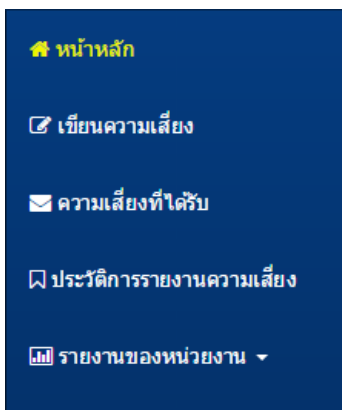 หน้าหลัก
เขียนความเสี่ยง
ความเสี่ยงที่ได้รับ
ประวัติการรายงานความเสี่ยง
รายงานของหน่วยงาน